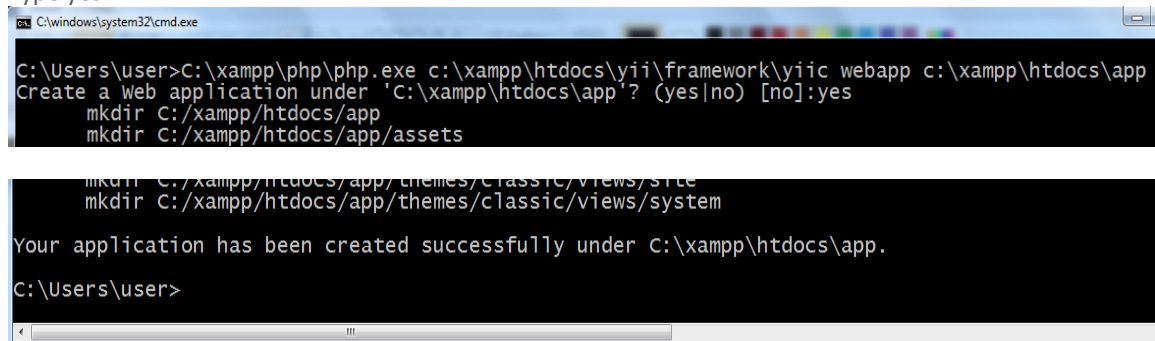 C:\windows\system32\cmd.exe
C:\Users\user>C:\xampp\php\php.exe c:\xampp\htdocs\yii\framework\yiic webapp c:\xampp\htdocs\app
Create a Web application under 'C:\xampp\htdocs\app'? (yes|no) [no]:yes
mkdir C:/xampp/htdocs/app
mkdir C:/xampp/htdocs/app/assets
mkdir C:/xampp/htdocs/app/themes/classic/views/site
mkdir C:/xampp/htdocs/app/themes/classic/views/system
Your application has been created successfully under C:\xampp\htdocs\app.
C:\Users\user>